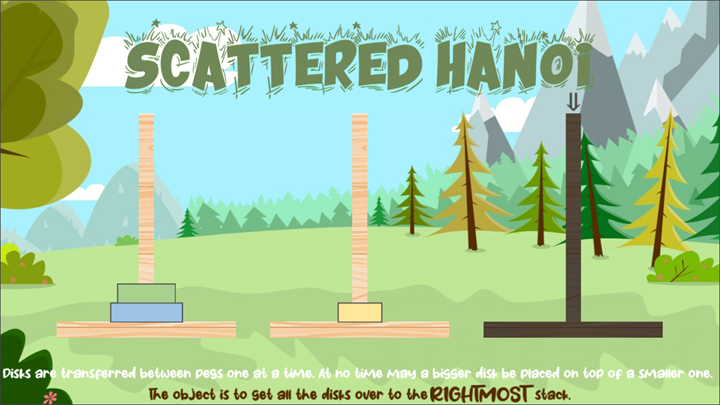 SCATTERED HANOi
Disks are transferred between pegs one at a time. At no time may a bigger disk be placed on top of a smaller one.
The object is to get all the disks over to the RIGHTMOST stack.